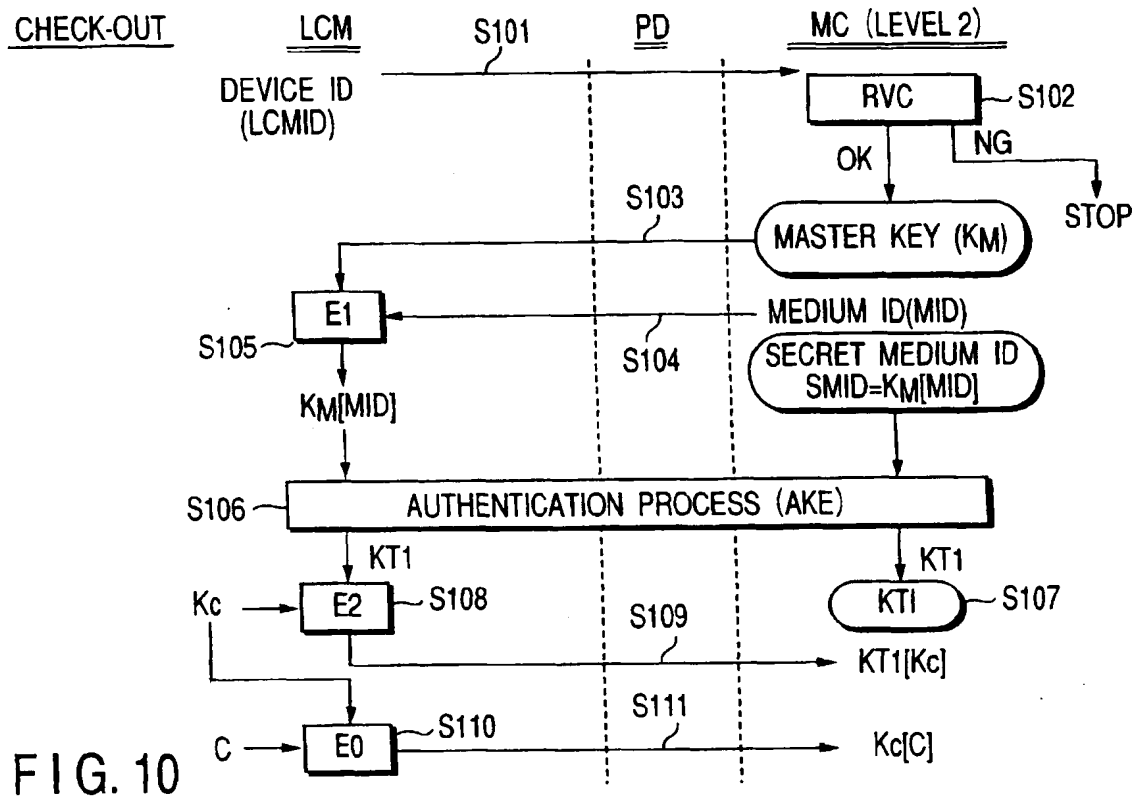 CHECK-OUT LCM S101 PD MC (LEVEL 2)
DEVICE ID
(LCMID)
RVC S102
OK NG
STOP
S103
MASTER KEY (KM)
E1
S105
S104
MEDIUM ID(MID)
SECRET MEDIUM ID
SMID=KM[MID]
KM[MID]
S106 AUTHENTICATION PROCESS (AKE)
KT1 KT1
Kc E2 S108 KTI S107
S109
KT1[Kc]
C E0 S110 S111 Kc[C]
FIG. 10